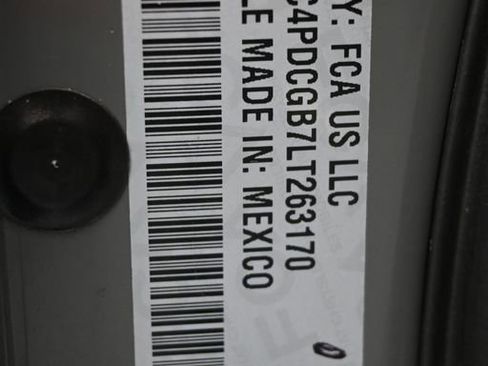 Y: FCA US LLC
C4PDCGB7LT263170
LE MADE IN: MEXICO